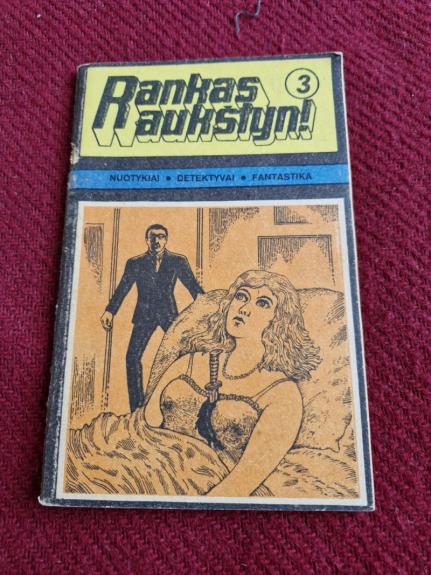 Rankas
aukštyn!
3
NUOTYKIAI • DETEKTYVAI • FANTASTIKA